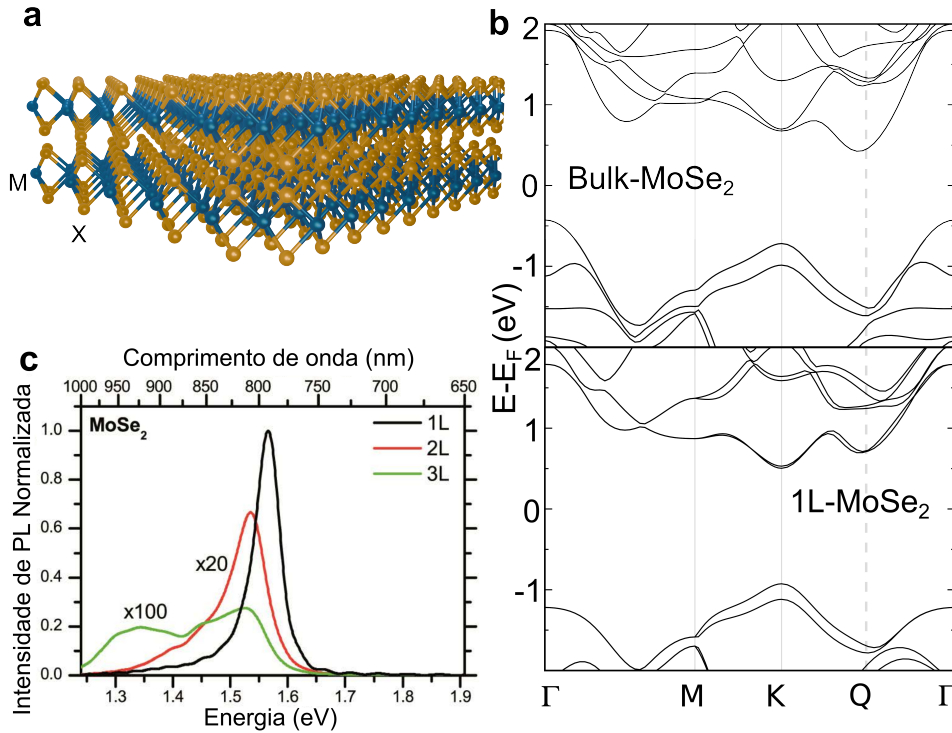 a
M
X
b
2
1
0
-1
Bulk-MoSe₂
E-E_F (eV)
2
1
0
-1
1L-MoSe₂
Γ M K Q Γ
c
Comprimento de onda (nm)
1000 950 900 850 800 750 700 650
MoSe₂
1L
2L
3L
x20
x100
Intensidade de PL Normalizada
1.0
0.8
0.6
0.4
0.2
0.0
1.3 1.4 1.5 1.6 1.7 1.8 1.9
Energia (eV)